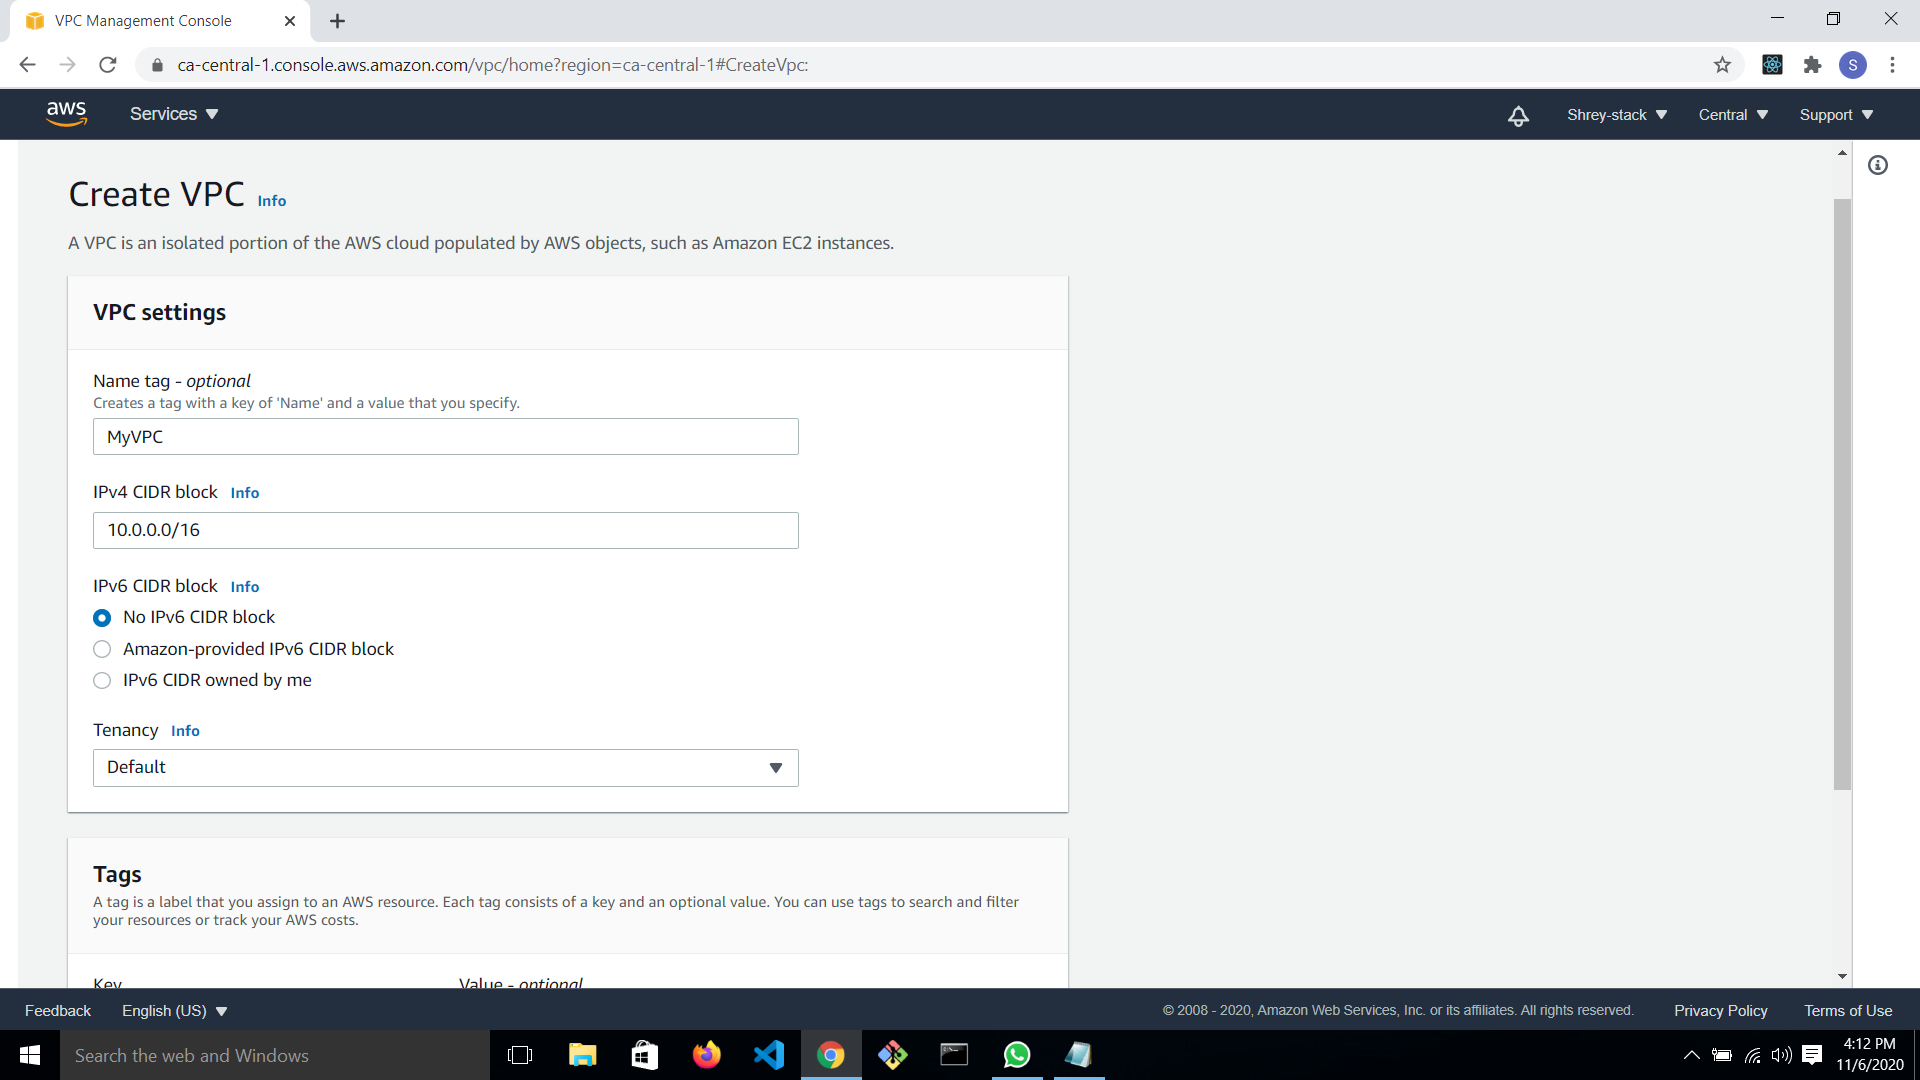 VPC Management Console
ca-central-1.console.aws.amazon.com/vpc/home?region=ca-central-1#CreateVpc:
S
aws
Services
Shrey-stack
Central
Support
Create VPC Info
A VPC is an isolated portion of the AWS cloud populated by AWS objects, such as Amazon EC2 instances.
VPC settings
Name tag - optional
Creates a tag with a key of 'Name' and a value that you specify.
MyVPC
IPv4 CIDR block Info
10.0.0.0/16
IPv6 CIDR block Info
No IPv6 CIDR block
Amazon-provided IPv6 CIDR block
IPv6 CIDR owned by me
Tenancy Info
Default
Tags
A tag is a label that you assign to an AWS resource. Each tag consists of a key and an optional value. You can use tags to search and filter
your resources or track your AWS costs.
Key Value - optional
Feedback English (US) © 2008 - 2020, Amazon Web Services, Inc. or its affiliates. All rights reserved. Privacy Policy Terms of Use
Search the web and Windows
4:12 PM
11/6/2020